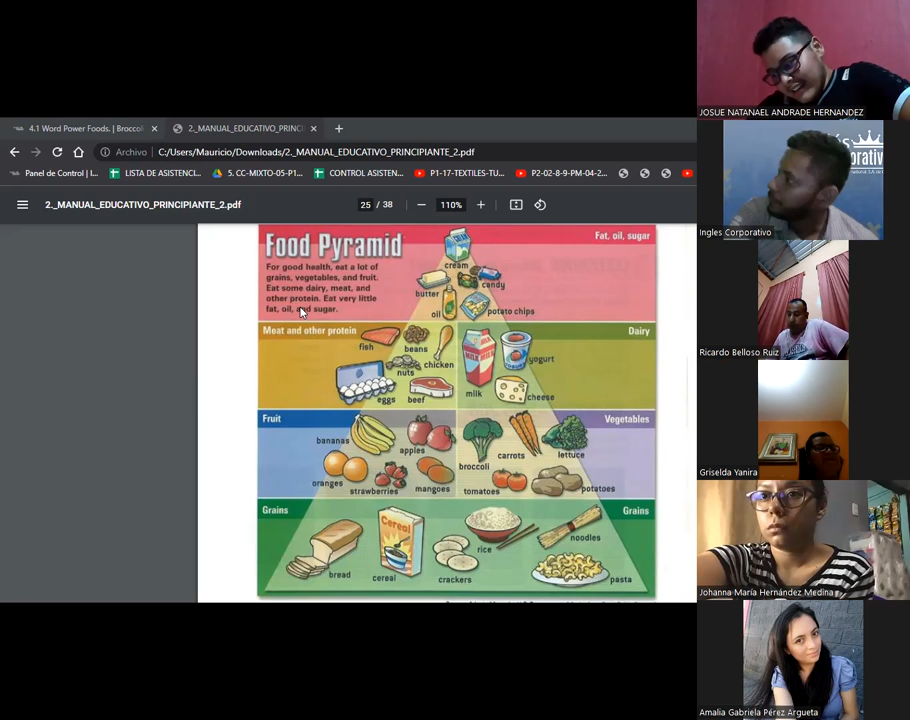 4.1 Word Power Foods. | Broccoli
2._MANUAL_EDUCATIVO_PRINCI
Archivo | C:/Users/Mauricio/Downloads/2._MANUAL_EDUCATIVO_PRINCIPIANTE_2.pdf
Panel de Control | I...
LISTA DE ASISTENCI...
5. CC-MIXTO-05-P1...
CONTROL ASISTEN...
P1-17-TEXTILES-TU...
P2-02-8-9-PM-04-2...
2._MANUAL_EDUCATIVO_PRINCIPIANTE_2.pdf
25 / 38
110%
Food Pyramid
For good health, eat a lot of
grains, vegetables, and fruit.
Eat some dairy, meat, and
other protein. Eat very little
fat, oil, and sugar.
Fat, oil, sugar
cream
butter
candy
oil
potato chips
Meat and other protein
fish
beans
chicken
nuts
eggs
beef
Dairy
yogurt
milk
cheese
Fruit
bananas
apples
oranges
strawberries
mangoes
Vegetables
broccoli
carrots
lettuce
tomatoes
potatoes
Grains
Grains
bread
cereal
Cereal
crackers
rice
noodles
pasta
JOSUE NATANAEL ANDRADE HERNANDEZ
Ingles Corporativo
Ricardo Belloso Ruiz
Griselda Yanira
Johanna María Hernández Medina
Amalia Gabriela Pérez Argueta